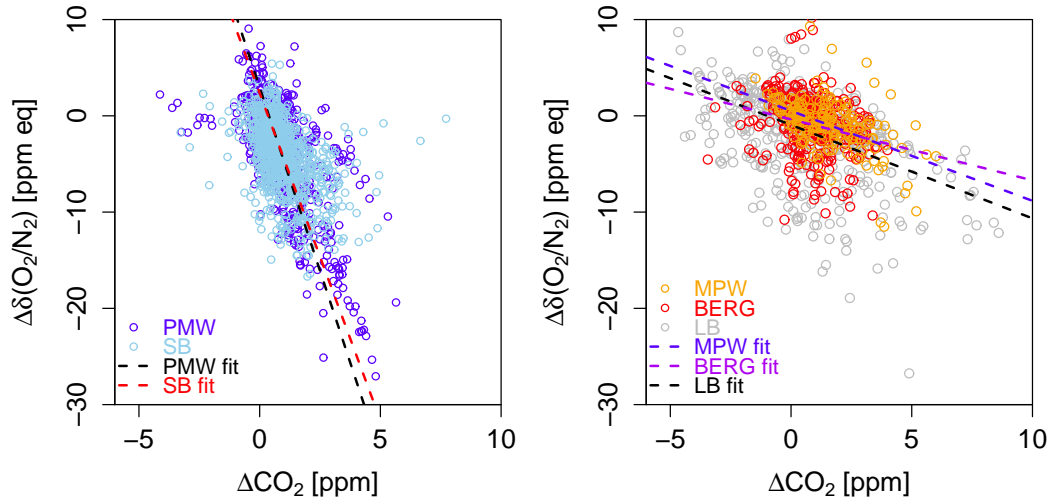 10
0
−10
−20
−30
Δδ(O₂/N₂) [ppm eq]
PMW
SB
PMW fit
SB fit
−5 0 5 10
ΔCO₂ [ppm]
10
0
−10
−20
−30
Δδ(O₂/N₂) [ppm eq]
MPW
BERG
LB
MPW fit
BERG fit
LB fit
−5 0 5 10
ΔCO₂ [ppm]